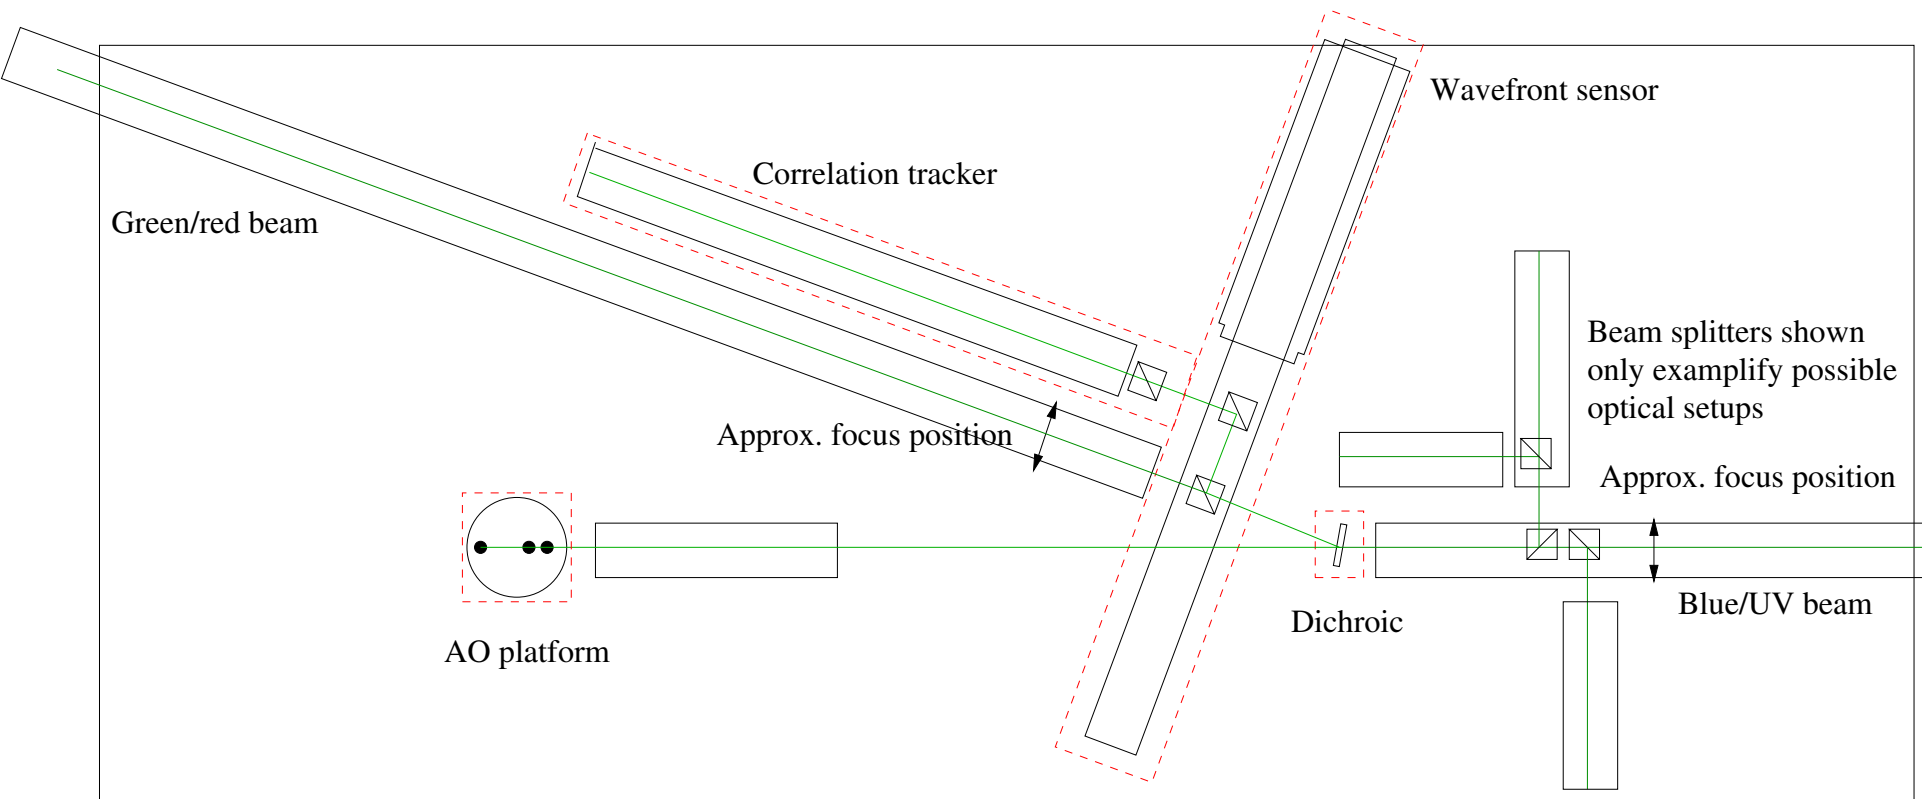 Wavefront sensor
Correlation tracker
Green/red beam
Beam splitters shown
only examplify possible
optical setups
Approx. focus position
Approx. focus position
Blue/UV beam
Dichroic
AO platform